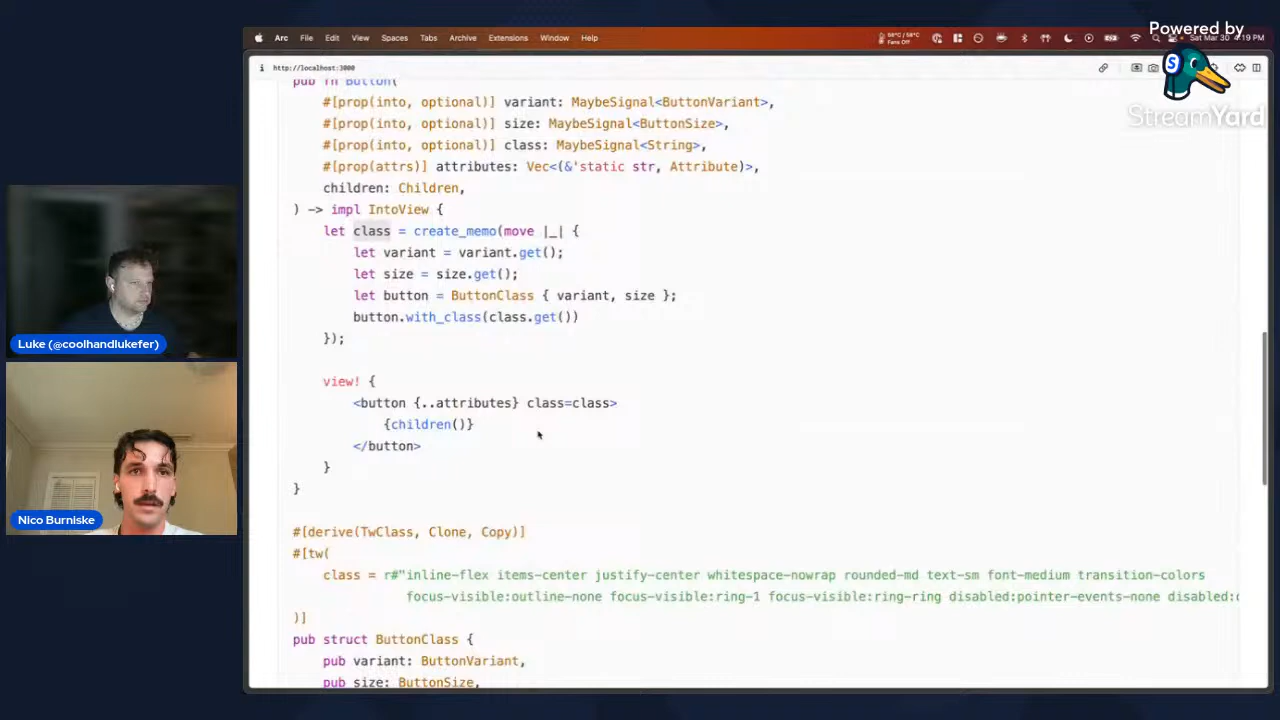 Powered by
StreamYard
Arc File Edit View Spaces Tabs Archive Extensions Window Help
Sat Mar 30
http://localhost:3000
pub fn Button(
#[prop(into, optional)] variant: MaybeSignal<ButtonVariant>,
#[prop(into, optional)] size: MaybeSignal<ButtonSize>,
#[prop(into, optional)] class: MaybeSignal<String>,
#[prop(attrs)] attributes: Vec<(&'static str, Attribute)>,
children: Children,
) -> impl IntoView {
let class = create_memo(move |_| {
let variant = variant.get();
let size = size.get();
let button = ButtonClass { variant, size };
button.with_class(class.get())
});
view! {
<button {..attributes} class=class>
{children()}
</button>
}
}
#[derive(TwClass, Clone, Copy)]
#[tw(
class = r#"inline-flex items-center justify-center whitespace-nowrap rounded-md text-sm font-medium transition-colors
focus-visible:outline-none focus-visible:ring-1 focus-visible:ring-ring disabled:pointer-events-none disabled:
)]
pub struct ButtonClass {
pub variant: ButtonVariant,
pub size: ButtonSize,
Luke (@coolhandlukefer)
Nico Burniske